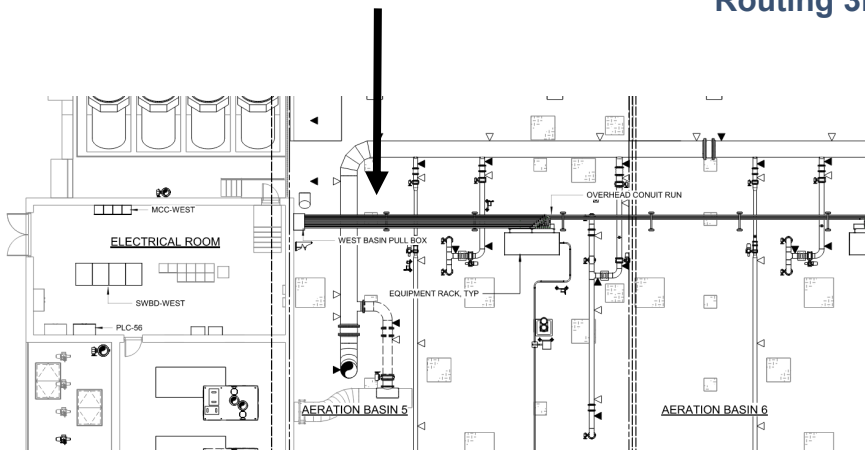 Routing 3
OVERHEAD CONUIT RUN
MCC-WEST
ELECTRICAL ROOM
WEST BASIN PULL BOX
EQUIPMENT RACK, TYP
SWBD-WEST
PLC-56
AERATION BASIN 5
AERATION BASIN 6